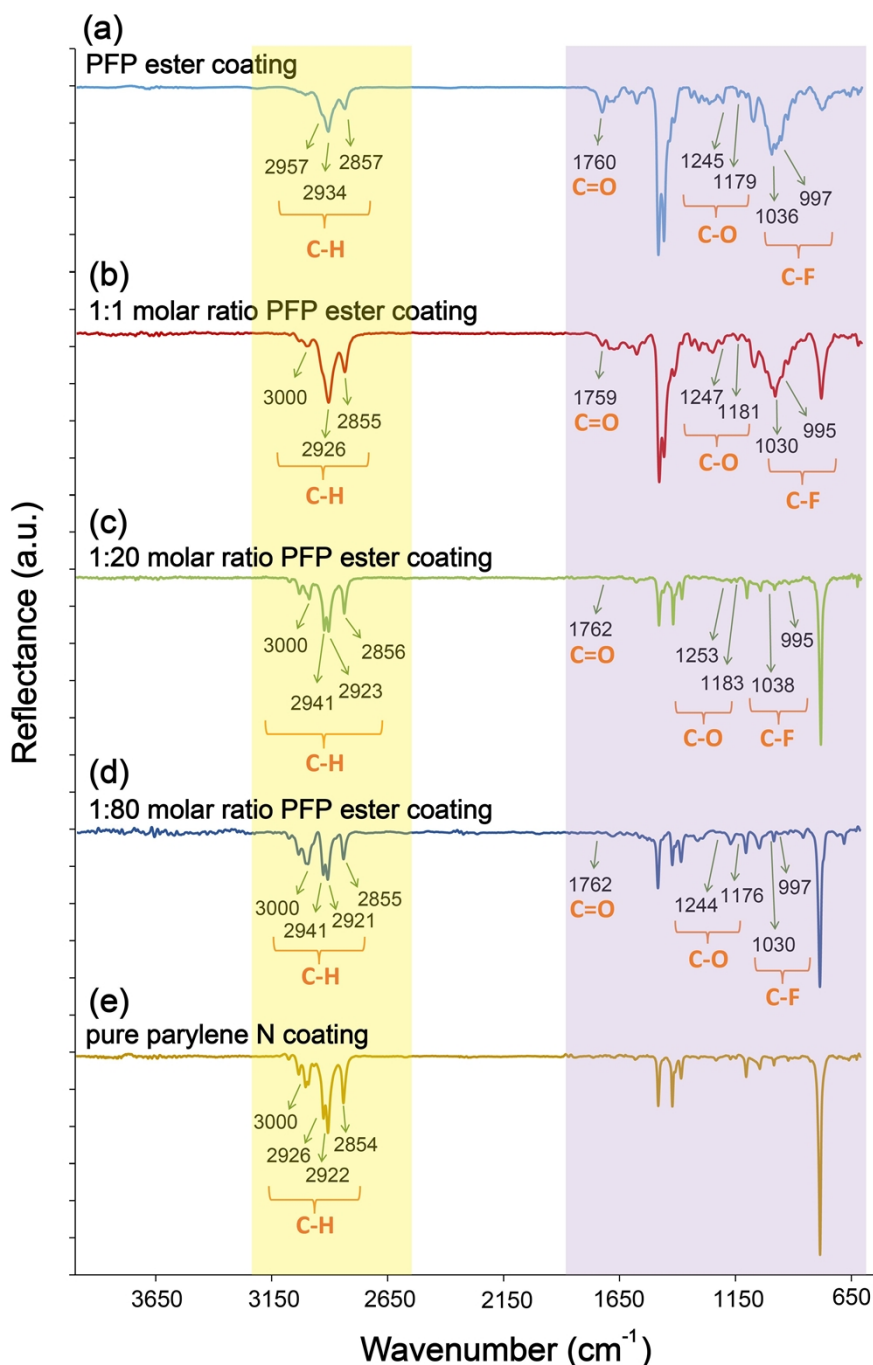 (a)
PFP ester coating
2957
2857
2934
C-H
1760
C=O
1245
1179
C-O
1036
997
C-F
(b)
1:1 molar ratio PFP ester coating
3000
2855
2926
C-H
1759
C=O
1247
1181
C-O
1030
995
C-F
(c)
1:20 molar ratio PFP ester coating
3000
2856
2941
2923
C-H
1762
C=O
1253
1183
C-O
1038
995
C-F
(d)
1:80 molar ratio PFP ester coating
3000
2855
2941
2921
C-H
1762
C=O
1244
1176
C-O
1030
997
C-F
(e)
pure parylene N coating
3000
2926
2854
2922
C-H
Reflectance (a.u.)
3650 3150 2650 2150 1650 1150 650
Wavenumber (cm⁻¹)